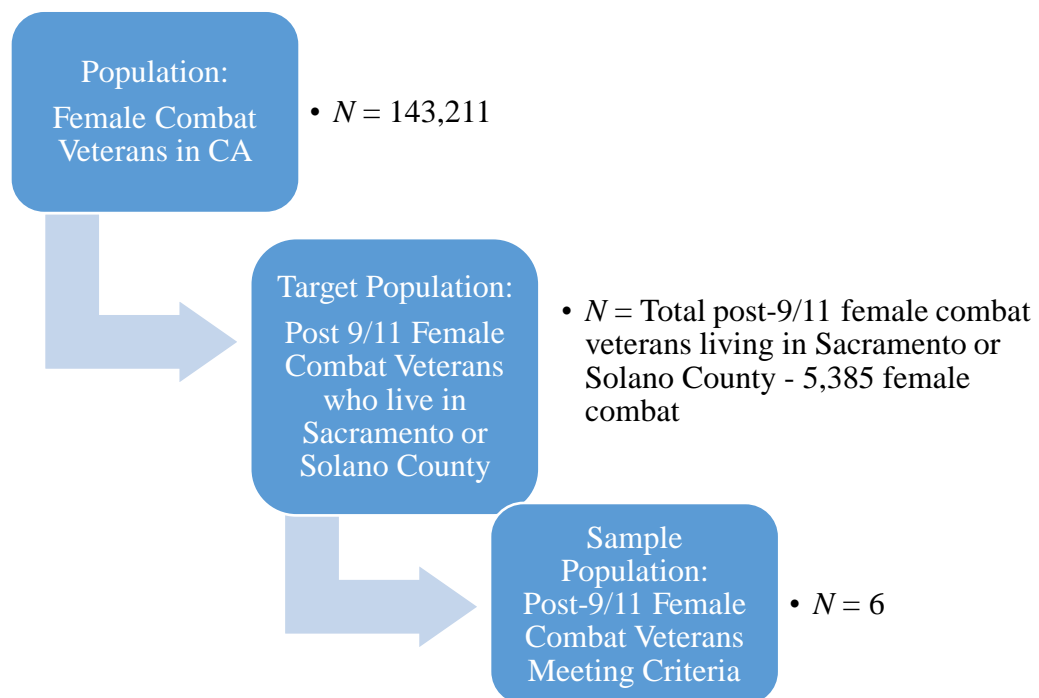 Population:
Female Combat
Veterans in CA
• N = 143,211
Target Population:
Post 9/11 Female
Combat Veterans
who live in
Sacramento or
Solano County
• N = Total post-9/11 female combat
veterans living in Sacramento or
Solano County - 5,385 female
combat
Sample
Population:
Post-9/11 Female
Combat Veterans
Meeting Criteria
• N = 6